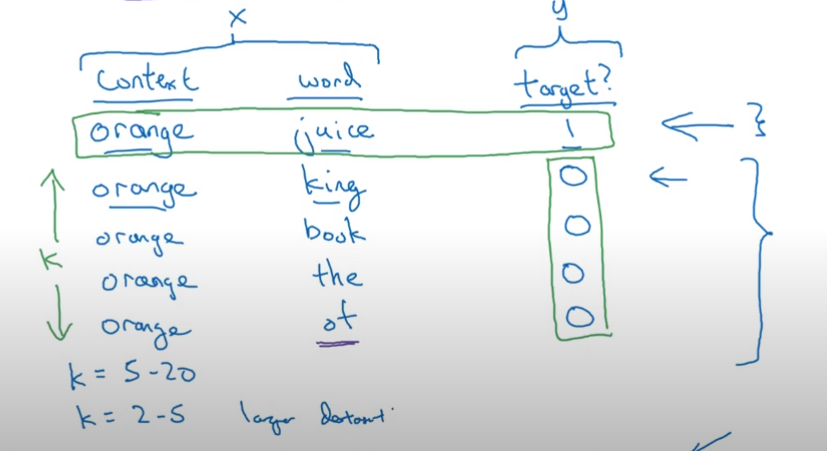 x y
context word target?
orange juice 1
orange king 0
orange book 0
orange the 0
k
orange of 0
k = 5-20
k = 2-5 larger